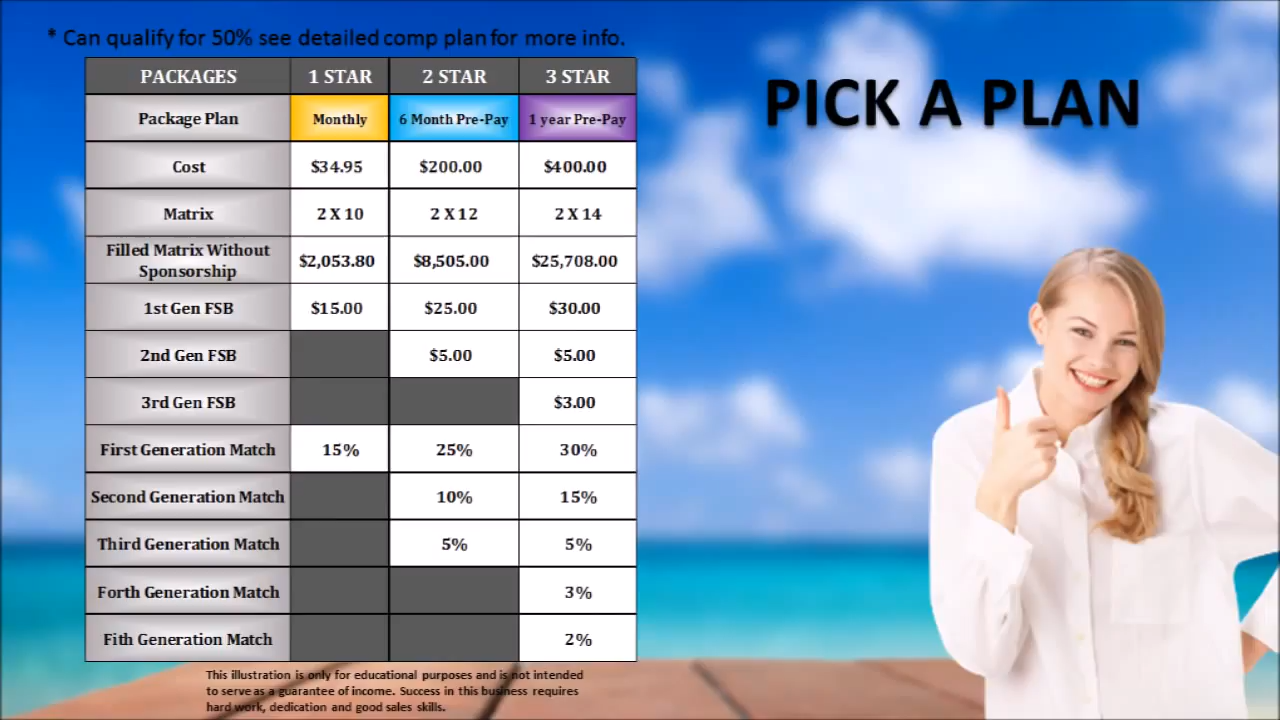 * Can qualify for 50% see detailed comp plan for more info.
PICK A PLAN
PACKAGES 1 STAR 2 STAR 3 STAR
Package Plan Monthly 6 Month Pre-Pay 1 year Pre-Pay
Cost $34.95 $200.00 $400.00
Matrix 2 X 10 2 X 12 2 X 14
Filled Matrix Without
Sponsorship $2,053.80 $8,505.00 $25,708.00
1st Gen FSB $15.00 $25.00 $30.00
2nd Gen FSB $5.00 $5.00
3rd Gen FSB $3.00
First Generation Match 15% 25% 30%
Second Generation Match 10% 15%
Third Generation Match 5% 5%
Forth Generation Match 3%
Fith Generation Match 2%
This illustration is only for educational purposes and is not intended
to serve as a guarantee of income. Success in this business requires
hard work, dedication and good sales skills.